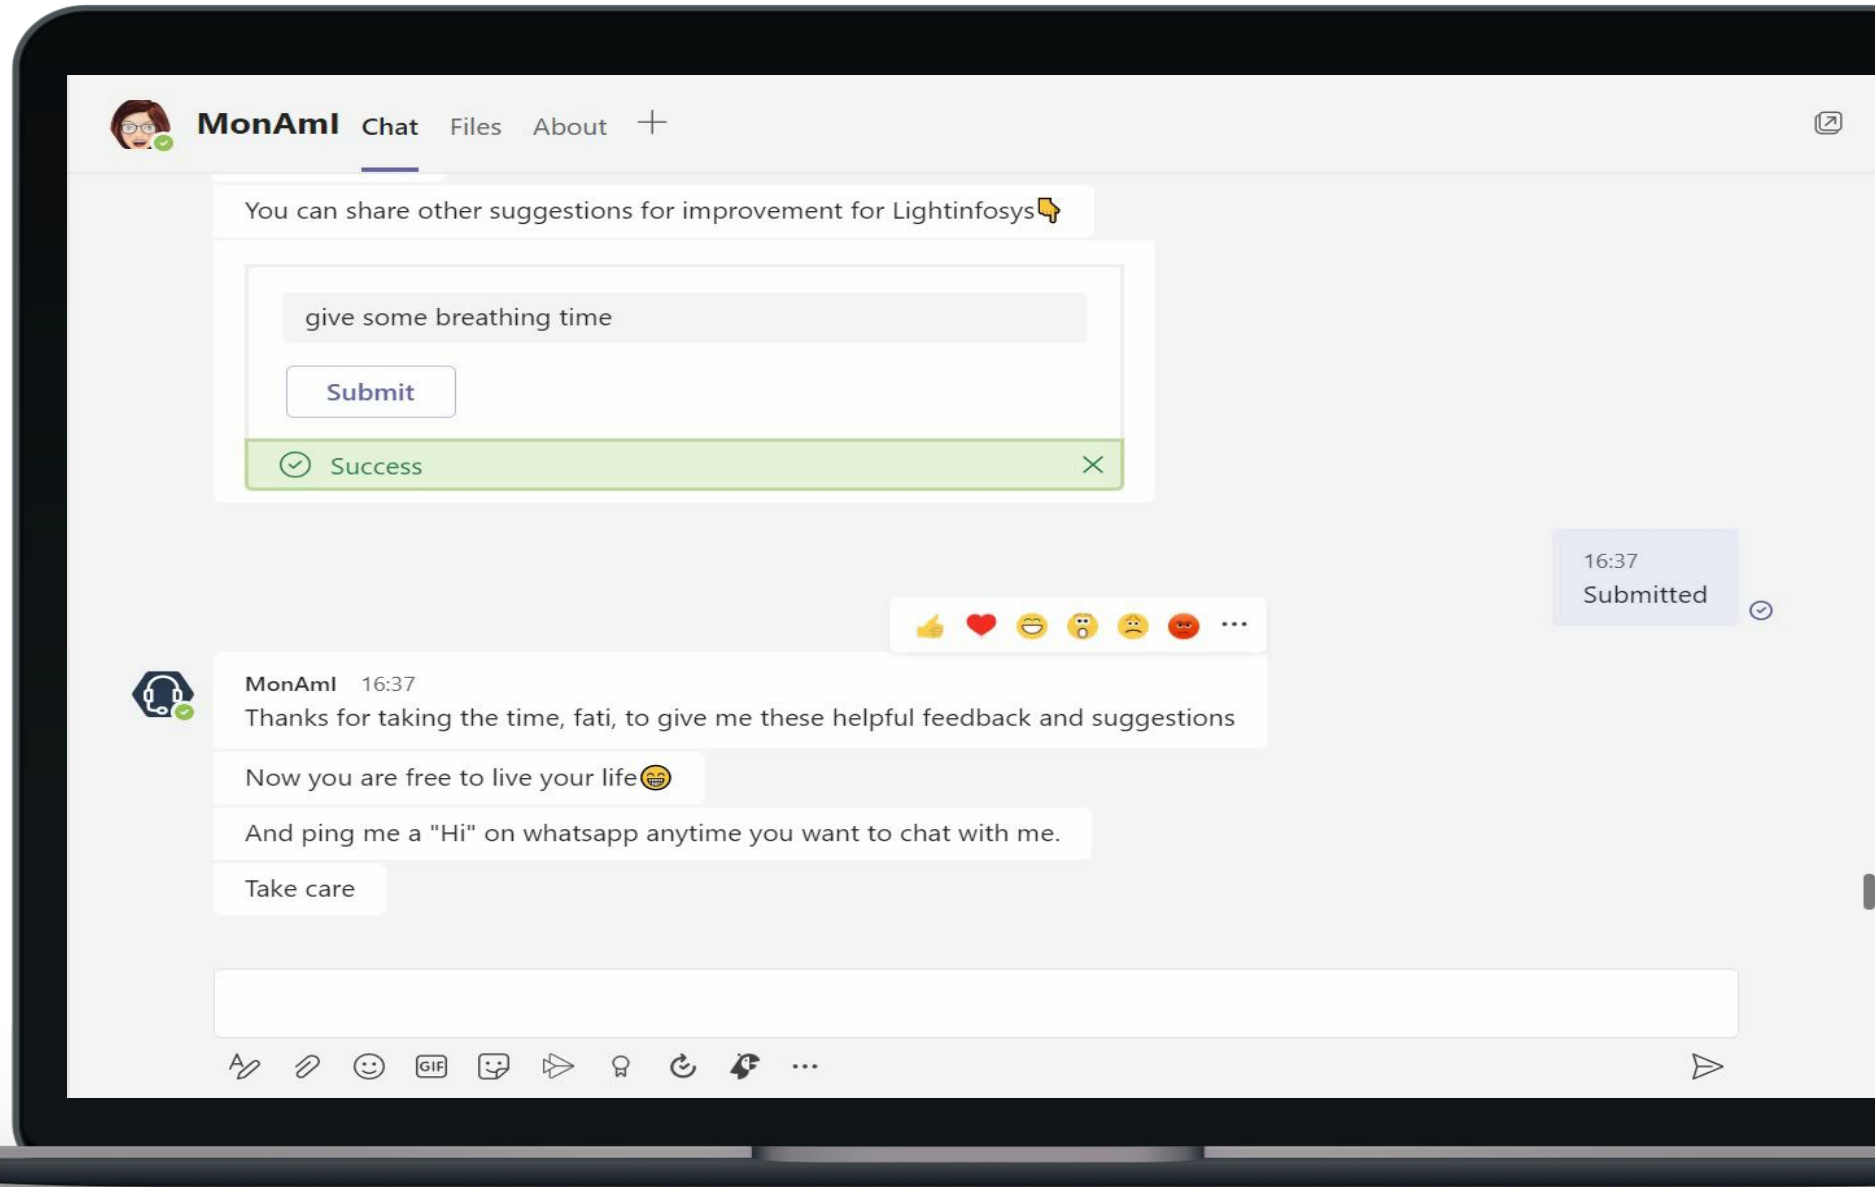 MonAmI Chat Files About
You can share other suggestions for improvement for Lightinfosys👇
give some breathing time
Submit
Success
16:37
Submitted
MonAmI 16:37
Thanks for taking the time, fati, to give me these helpful feedback and suggestions
Now you are free to live your life😁
And ping me a "Hi" on whatsapp anytime you want to chat with me.
Take care
GIF